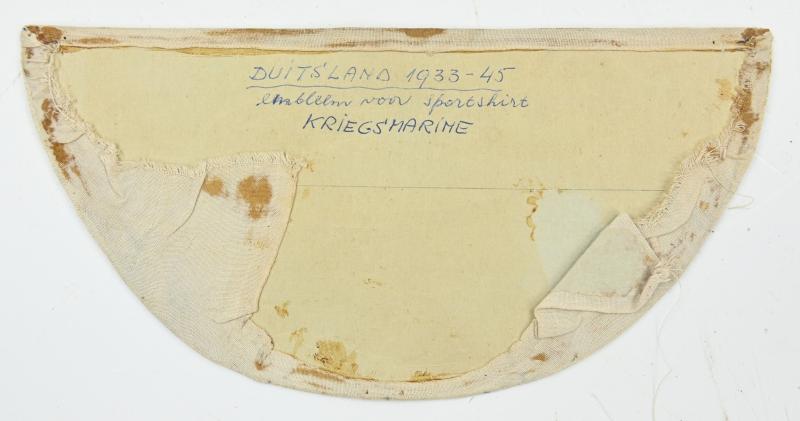 DUITSLAND 1933-45
embleem voor sportshirt
KRIEGSMARINE